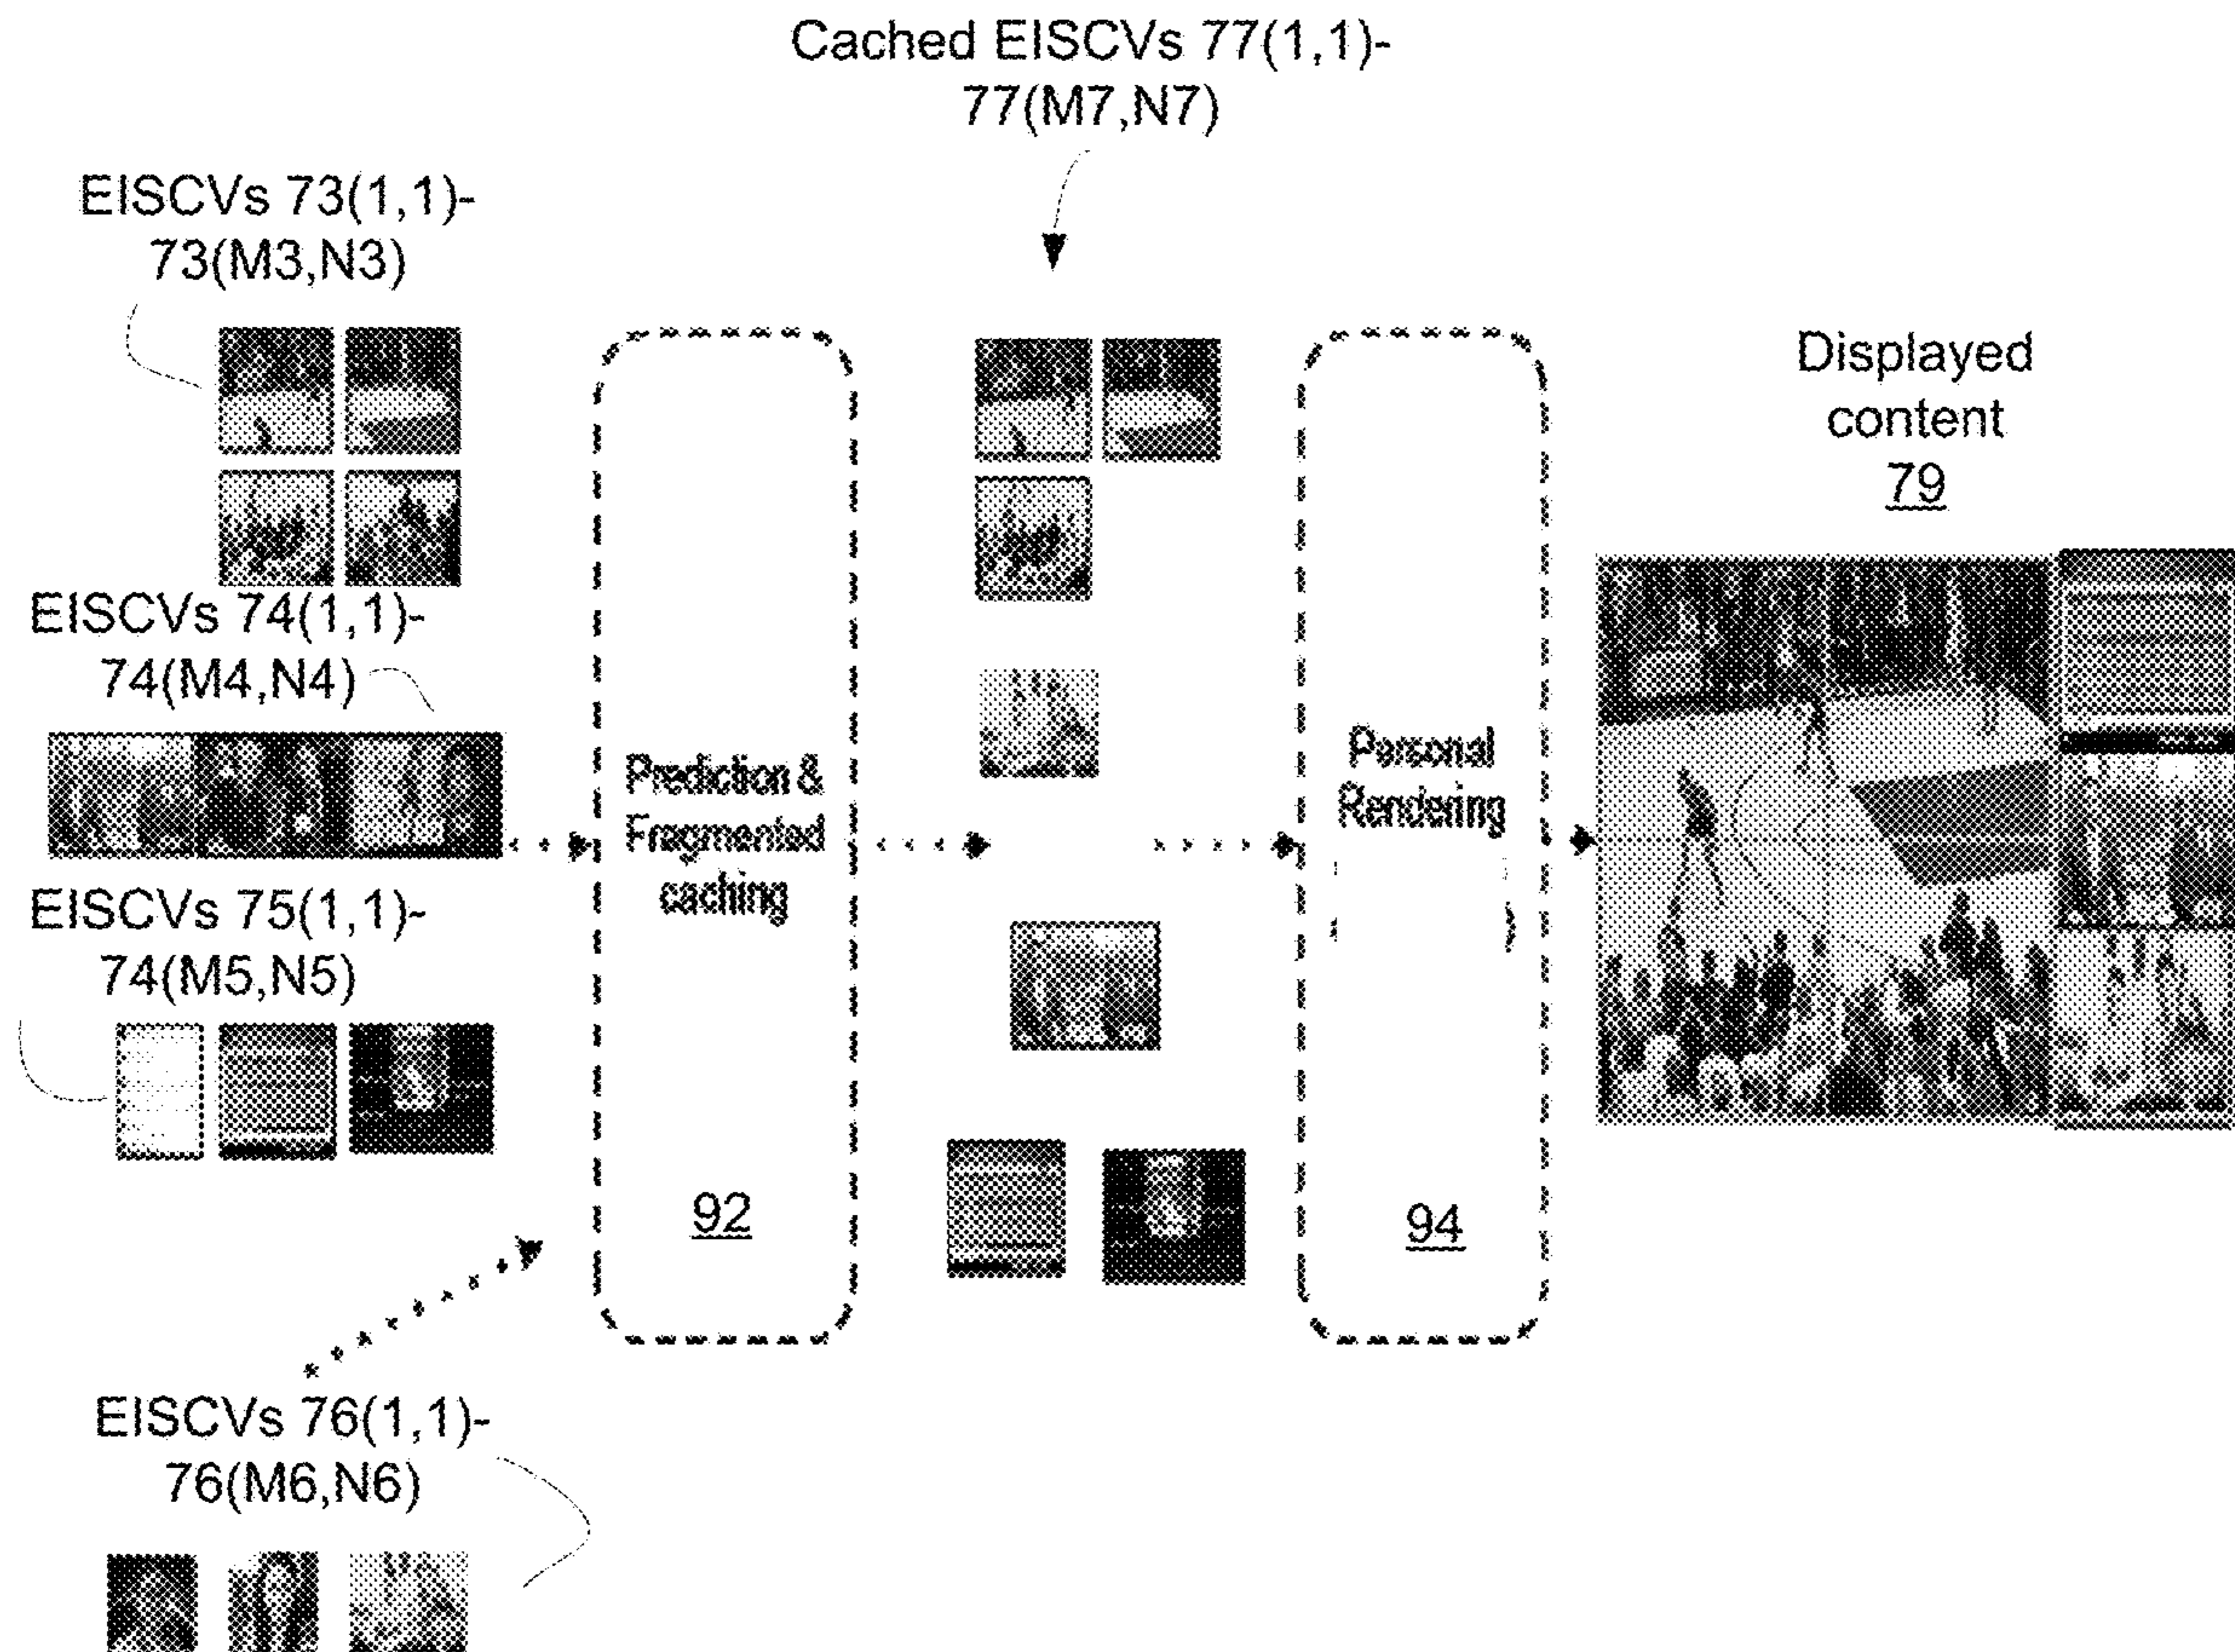 Cached EISCVs 77(1,1)-
77(M7,N7)
EISCVs 73(1,1)-
73(M3,N3)
Displayed
content
79
EISCVs 74(1,1)-
74(M4,N4)
Prediction &
Fragmented
caching
92
Personal
Rendering
94
EISCVs 75(1,1)-
74(M5,N5)
EISCVs 76(1,1)-
76(M6,N6)